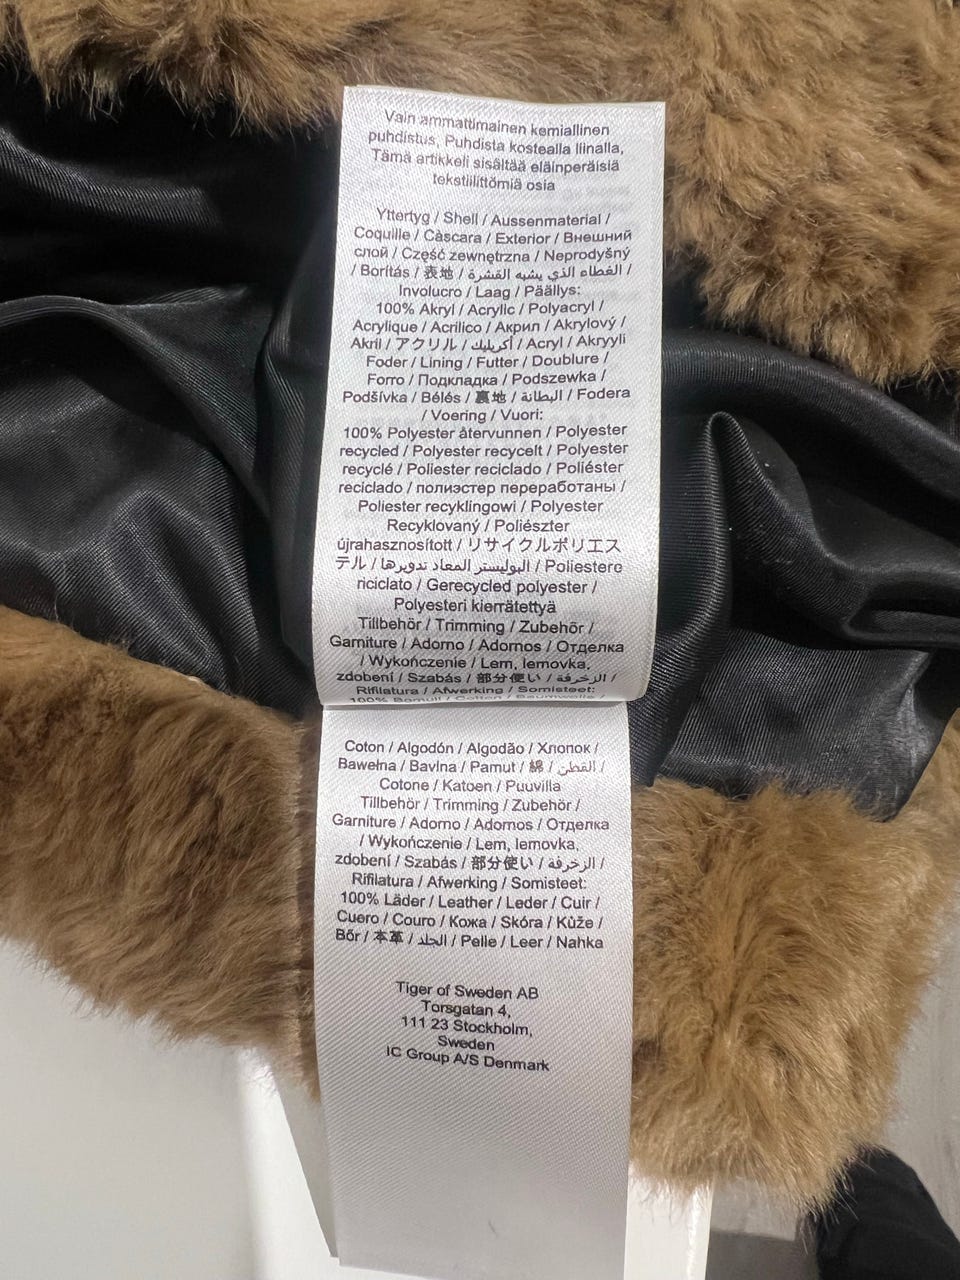 Vain ammattimainen kemiallinen
puhdistus, Puhdista kostealla liinalla,
Tämä artikkeli sisältää eläinperäisiä
tekstiilittömiä osia
Yttertyg / Shell / Aussenmaterial /
Coquille / Càscara / Exterior / Внешний
слой / Część zewnętrzna / Neprodyšný
/ Borítás / 表地 / الغطاء الذي يشبه القشرة /
Involucro / Laag / Päällys:
100% Akryl / Acrylic / Polyacryl /
Acrylique / Acrilico / Акрил / Akrylový /
Akril / アクリル / أكريليك / Acryl / Akryyli
Foder / Lining / Futter / Doublure /
Forro / Подкладка / Podszewka /
Podšívka / Bélés / 裏地 / البطانة / Fodera
/ Voering / Vuori:
100% Polyester återvunnen / Polyester
recycled / Polyester recycelt / Polyester
recyclé / Poliester reciclado / Poliéster
reciclado / полиэстер переработаны /
Poliester recyklingowi / Polyester
Recyklovaný / Poliészter
újrahasznosított / リサイクルポリエス
テル / البوليستر المعاد تدويرها / Poliestere
riciclato / Gerecycled polyester /
Polyesteri kierrätettyä
Tillbehör / Trimming / Zubehör /
Garniture / Adorno / Adornos / Отделка
/ Wykończenie / Lem, lemovka,
zdobení / Szabás / 部分使い / الزخرفة /
Rifilatura / Afwerking / Somisteet:
100% Bomull / Cotton / Baumwolle /
Coton / Algodón / Algodão / Хлопок /
Bawełna / Bavlna / Pamut / 綿 / القطن /
Cotone / Katoen / Puuvilla
Tillbehör / Trimming / Zubehör /
Garniture / Adorno / Adornos / Отделка
/ Wykończenie / Lem, lemovka,
zdobení / Szabás / 部分使い / الزخرفة /
Rifilatura / Afwerking / Somisteet:
100% Läder / Leather / Leder / Cuir /
Cuero / Couro / Кожа / Skóra / Kůže /
Bőr / 本革 / الجلد / Pelle / Leer / Nahka
Tiger of Sweden AB
Torsgatan 4,
111 23 Stockholm,
Sweden
IC Group A/S Denmark